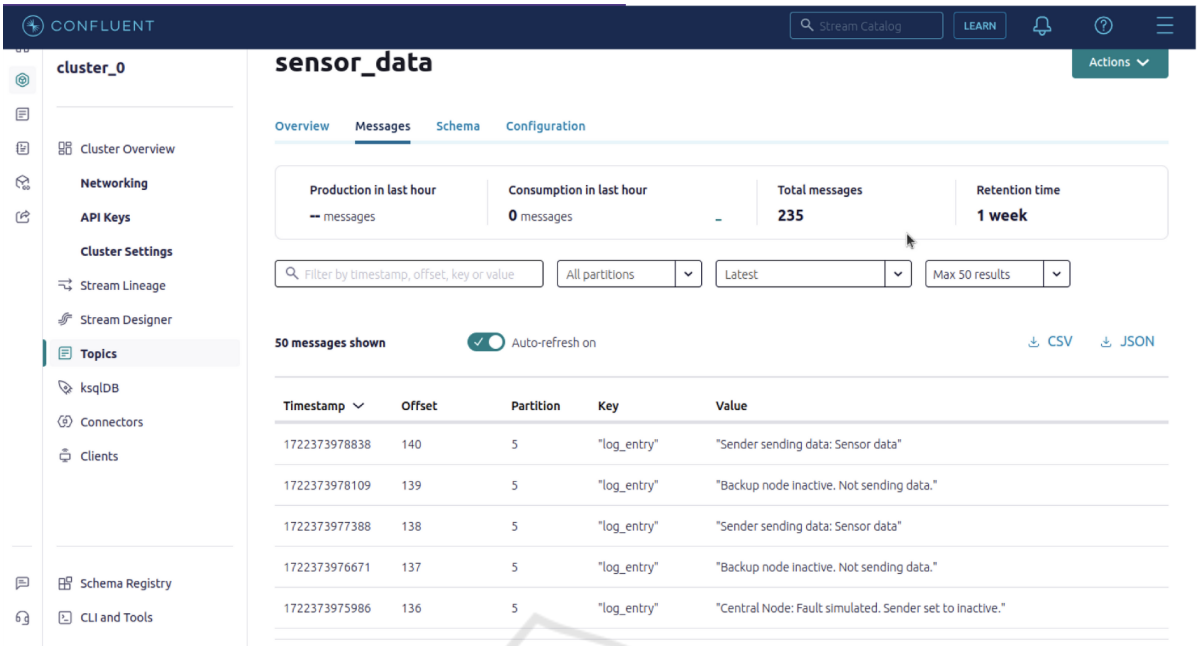 CONFLUENT
Stream Catalog
LEARN
cluster_0
Cluster Overview
Networking
API Keys
Cluster Settings
Stream Lineage
Stream Designer
Topics
ksqlDB
Connectors
Clients
Schema Registry
CLI and Tools
sensor_data
Actions
Overview Messages Schema Configuration
Production in last hour Consumption in last hour Total messages Retention time
-- messages 0 messages 235 1 week
Filter by timestamp, offset, key or value All partitions Latest Max 50 results
50 messages shown Auto-refresh on CSV JSON
Timestamp Offset Partition Key Value
1722373978838 140 5 "log_entry" "Sender sending data: Sensor data"
1722373978109 139 5 "log_entry" "Backup node inactive. Not sending data."
1722373977388 138 5 "log_entry" "Sender sending data: Sensor data"
1722373976671 137 5 "log_entry" "Backup node inactive. Not sending data."
1722373975986 136 5 "log_entry" "Central Node: Fault simulated. Sender set to Inactive."